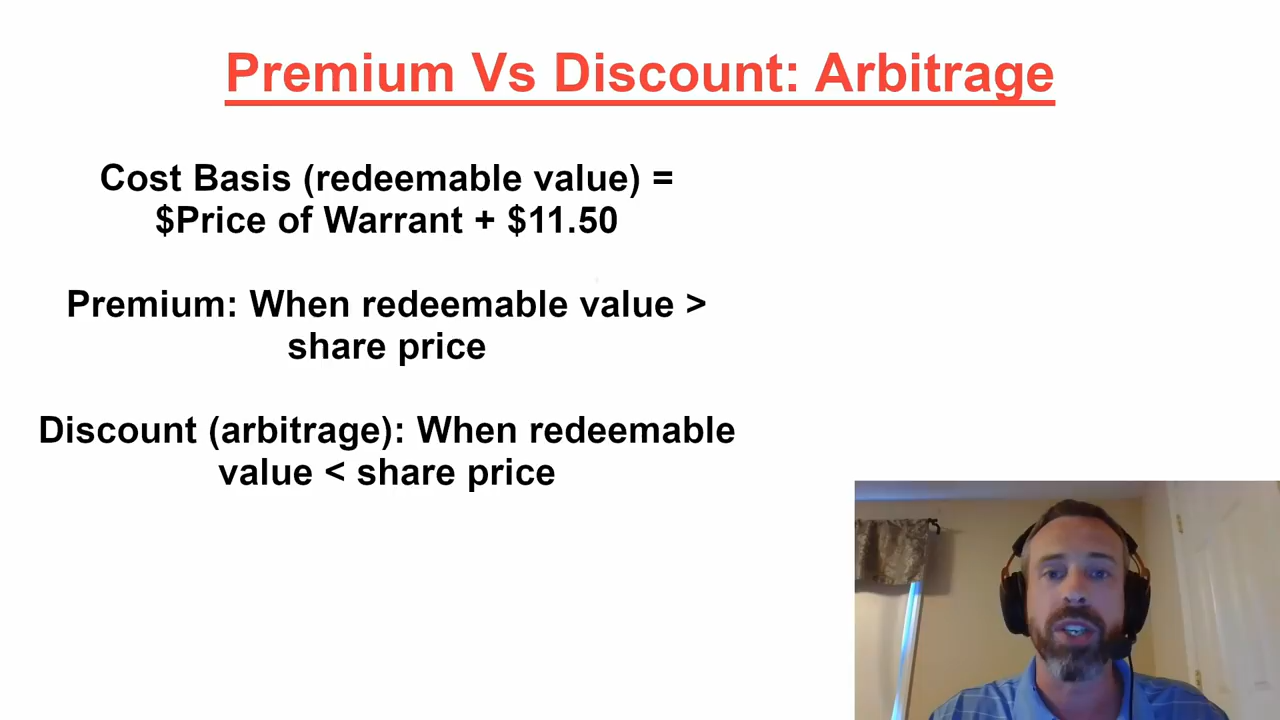 Premium Vs Discount: Arbitrage
Cost Basis (redeemable value) =
$Price of Warrant + $11.50
Premium: When redeemable value >
share price
Discount (arbitrage): When redeemable
value < share price